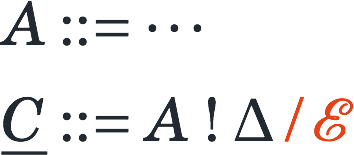 A ::= ⋯
C ::= A ! Δ / ℰ